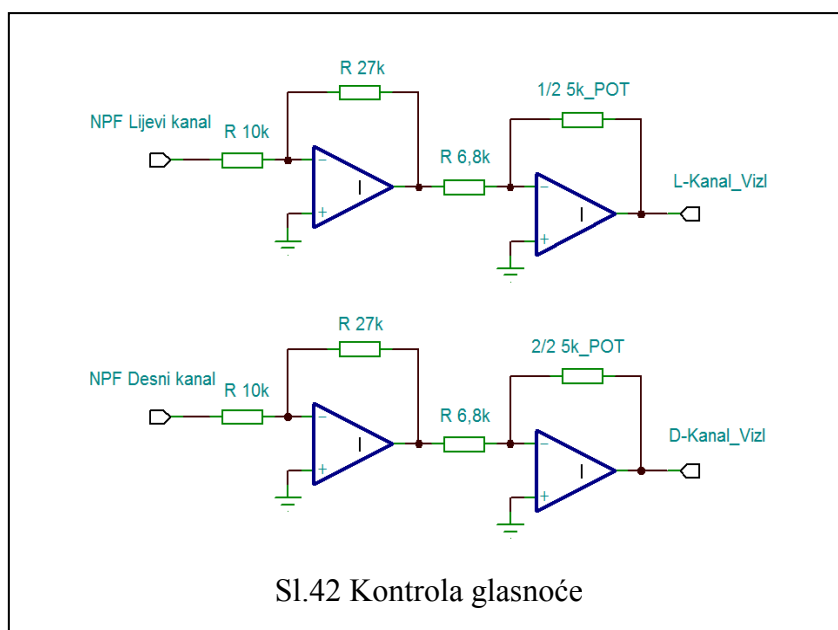 R 27k
1/2 5k_POT
NPF Lijevi kanal
R 10k
R 6,8k
L-Kanal_Vizl
R 27k
2/2 5k_POT
NPF Desni kanal
R 10k
R 6,8k
D-Kanal_Vizl
Sl.42 Kontrola glasnoće